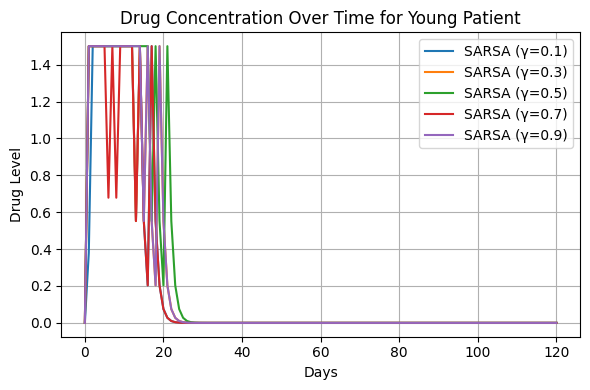 Drug Concentration Over Time for Young Patient
SARSA (γ=0.1)
SARSA (γ=0.3)
SARSA (γ=0.5)
SARSA (γ=0.7)
SARSA (γ=0.9)
Drug Level
1.4
1.2
1.0
0.8
0.6
0.4
0.2
0.0
0 20 40 60 80 100 120
Days